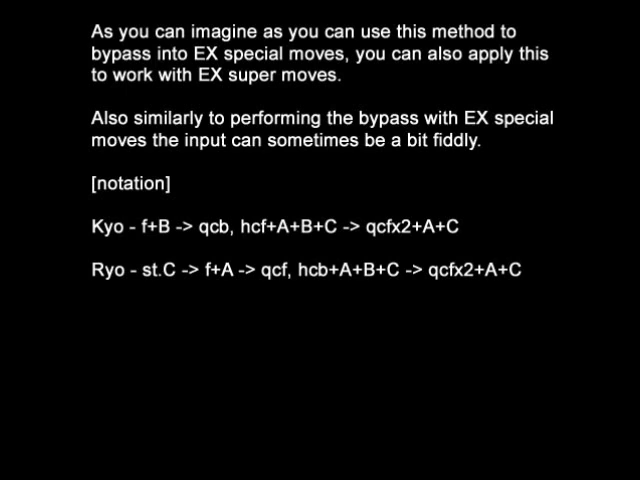 As you can imagine as you can use this method to
bypass into EX special moves, you can also apply this
to work with EX super moves.
Also similarly to performing the bypass with EX special
moves the input can sometimes be a bit fiddly.
[notation]
Kyo - f+B -> qcb, hcf+A+B+C -> qcfx2+A+C
Ryo - st.C -> f+A -> qcf, hcb+A+B+C -> qcfx2+A+C